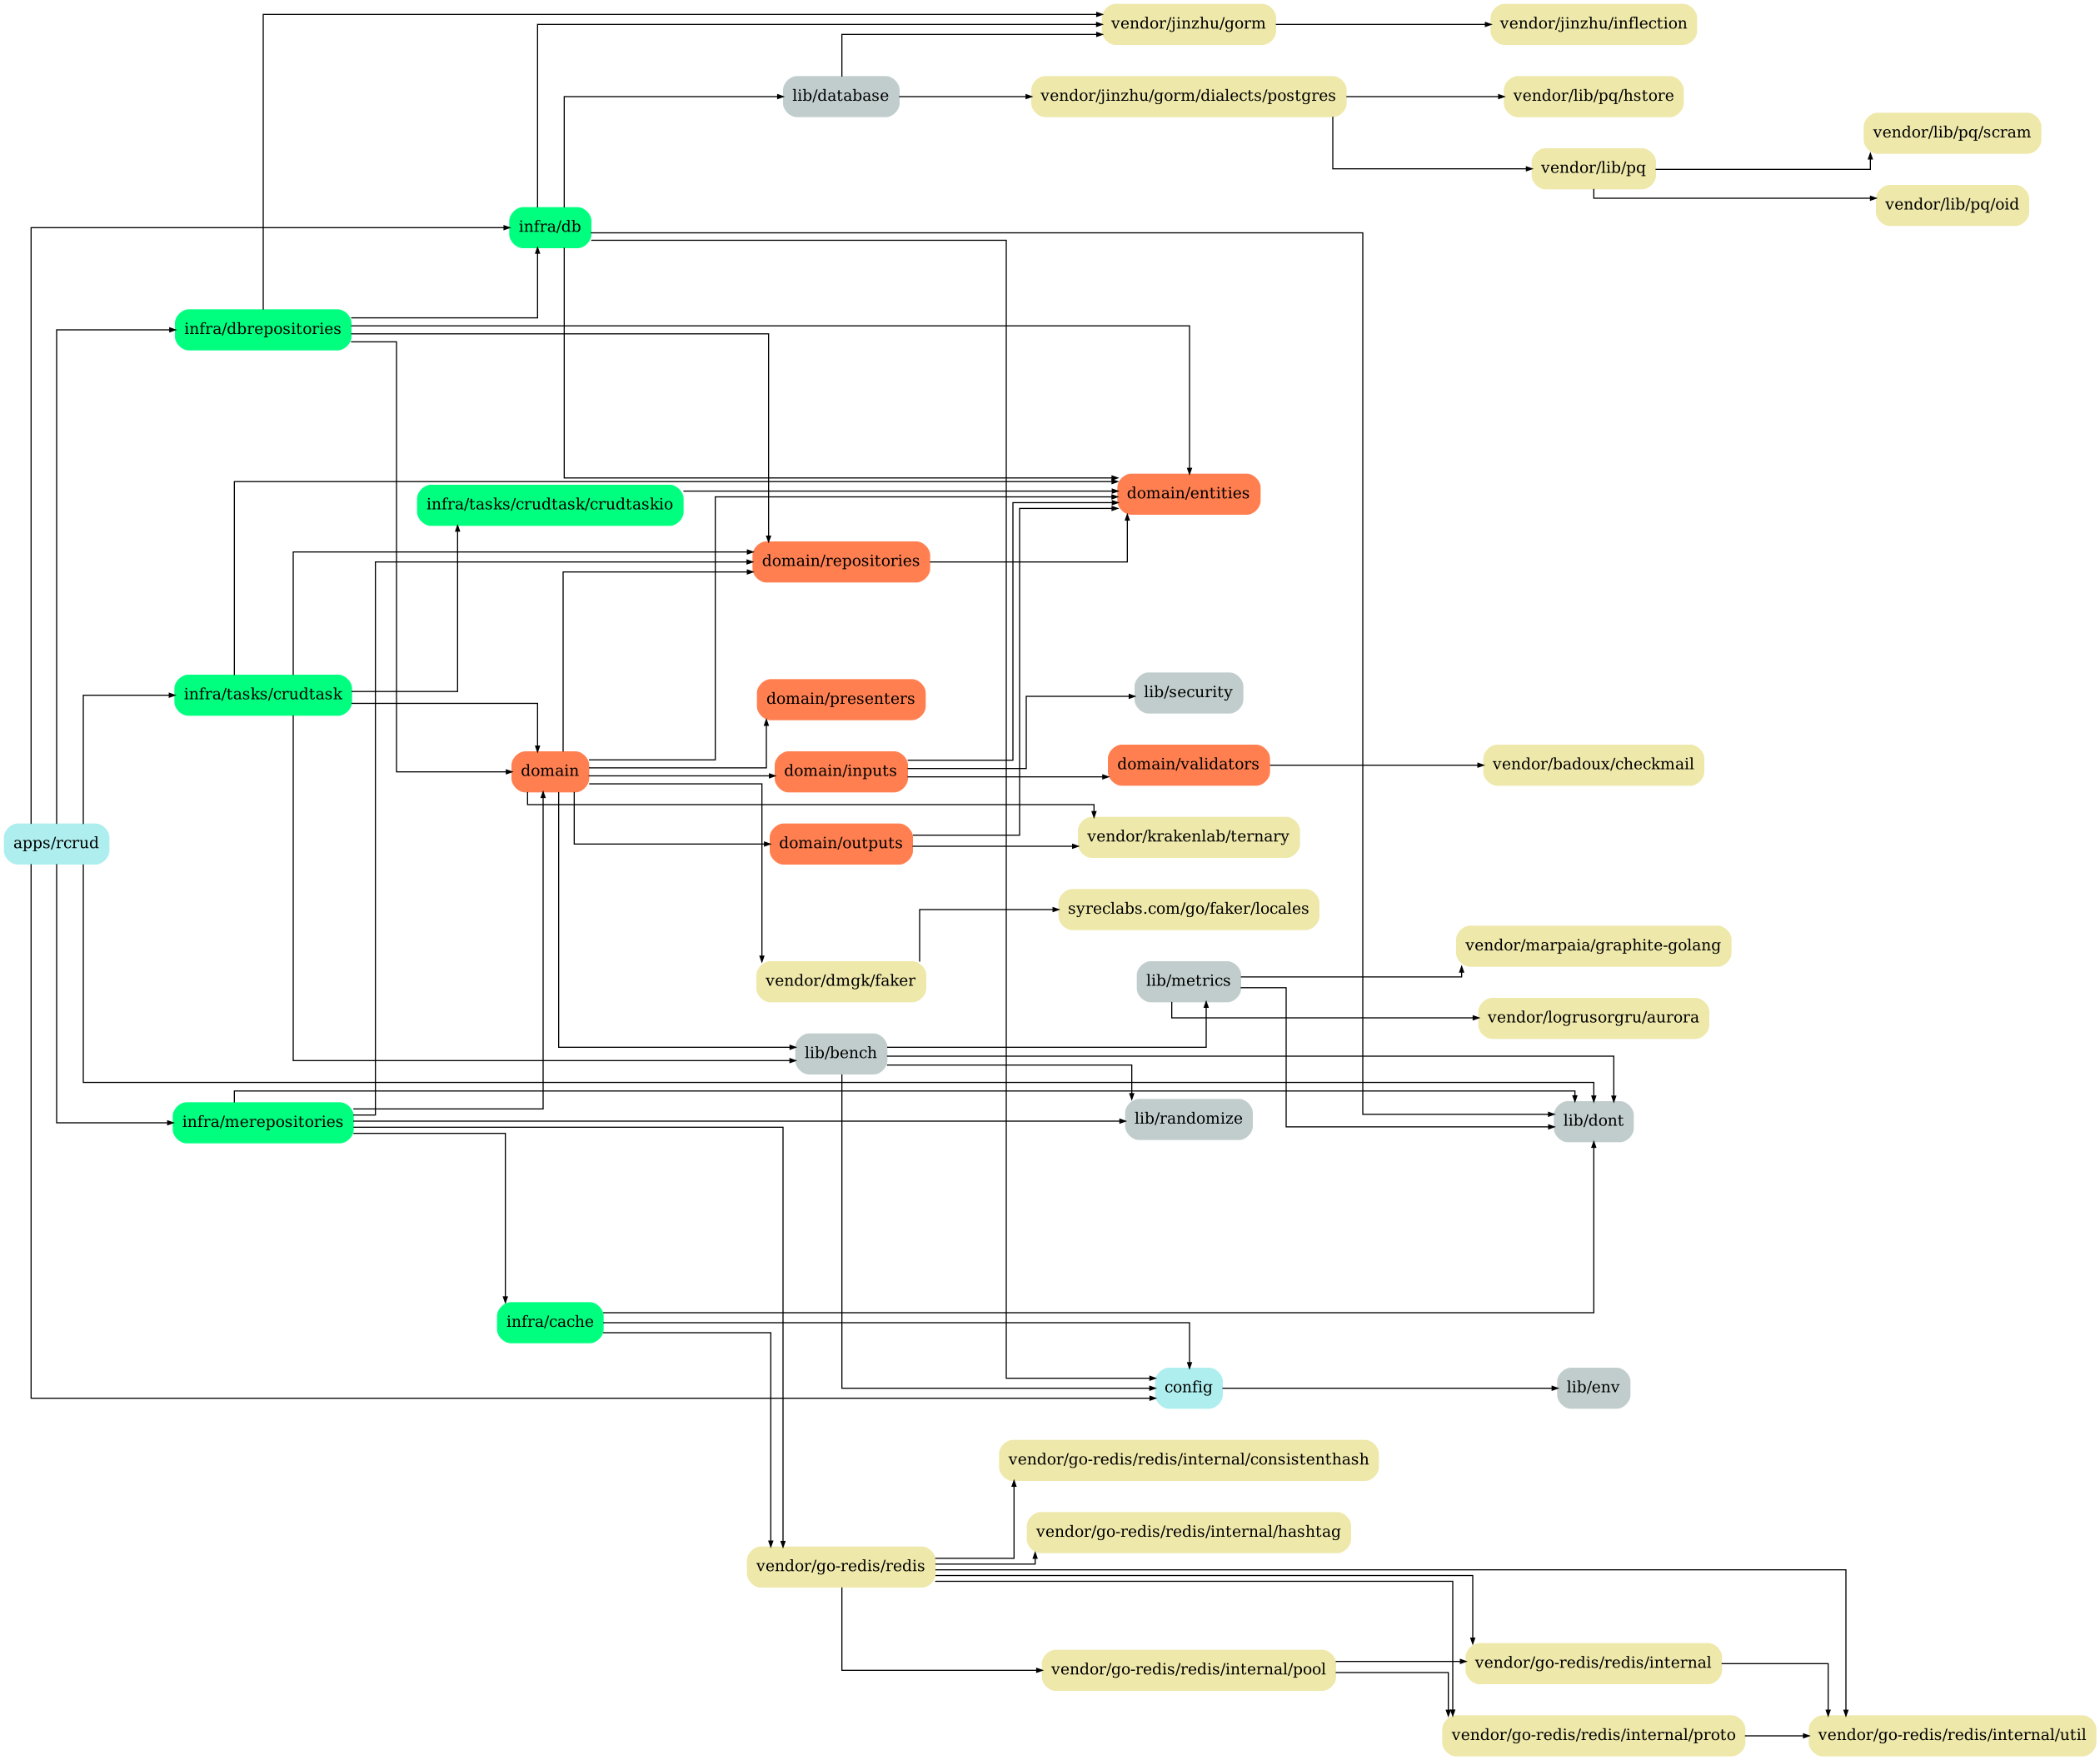 vendor/jinzhu/gorm
vendor/jinzhu/inflection
lib/database
vendor/jinzhu/gorm/dialects/postgres
vendor/lib/pq/hstore
vendor/lib/pq/scram
vendor/lib/pq
vendor/lib/pq/oid
infra/db
infra/dbrepositories
domain/entities
infra/tasks/crudtask/crudtaskio
domain/repositories
infra/tasks/crudtask
domain/presenters
lib/security
domain
domain/inputs
domain/validators
vendor/badoux/checkmail
apps/rcrud
domain/outputs
vendor/krakenlab/ternary
syreclabs.com/go/faker/locales
vendor/marpaia/graphite-golang
vendor/dmgk/faker
lib/metrics
vendor/logrusorgru/aurora
lib/bench
infra/merepositories
lib/randomize
lib/dont
infra/cache
config
lib/env
vendor/go-redis/redis/internal/consistenthash
vendor/go-redis/redis/internal/hashtag
vendor/go-redis/redis
vendor/go-redis/redis/internal/pool
vendor/go-redis/redis/internal
vendor/go-redis/redis/internal/proto
vendor/go-redis/redis/internal/util